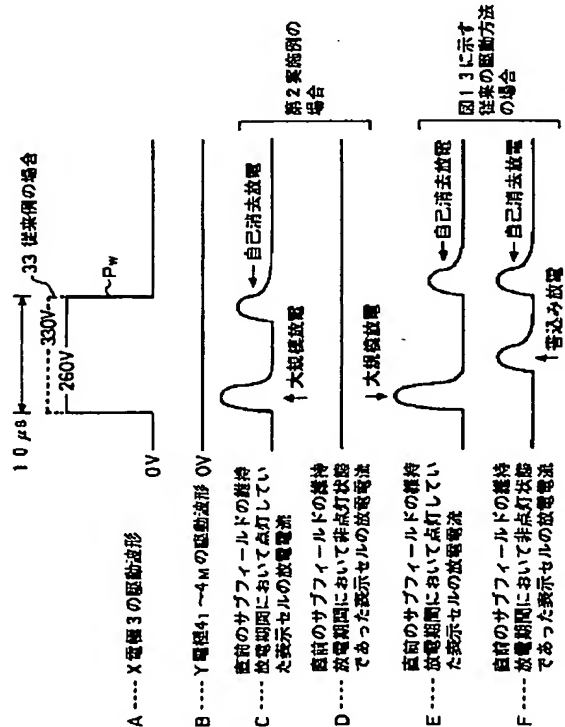 10μs
33 従来例の場合
330V
260V
PW
0V
A ---- X電極3の駆動波形
B ---- Y電極41〜4Mの駆動波形 0V
C ---- 直前のサブフィールドの維持
放電期間において点灯してい
た表示セルの放電電流
大規模放電
自己消去放電
D ---- 直前のサブフィールドの維持
放電期間において非点灯状態
であった表示セルの放電電流
第2実施例の
場合
E ---- 直前のサブフィールドの維持
放電期間において点灯してい
た表示セルの放電電流
大規模放電
自己消去放電
F ---- 直前のサブフィールドの維持
放電期間において非点灯状態
であった表示セルの放電電流
書込み放電
自己消去放電
図13に示す
従来の駆動方法
の場合